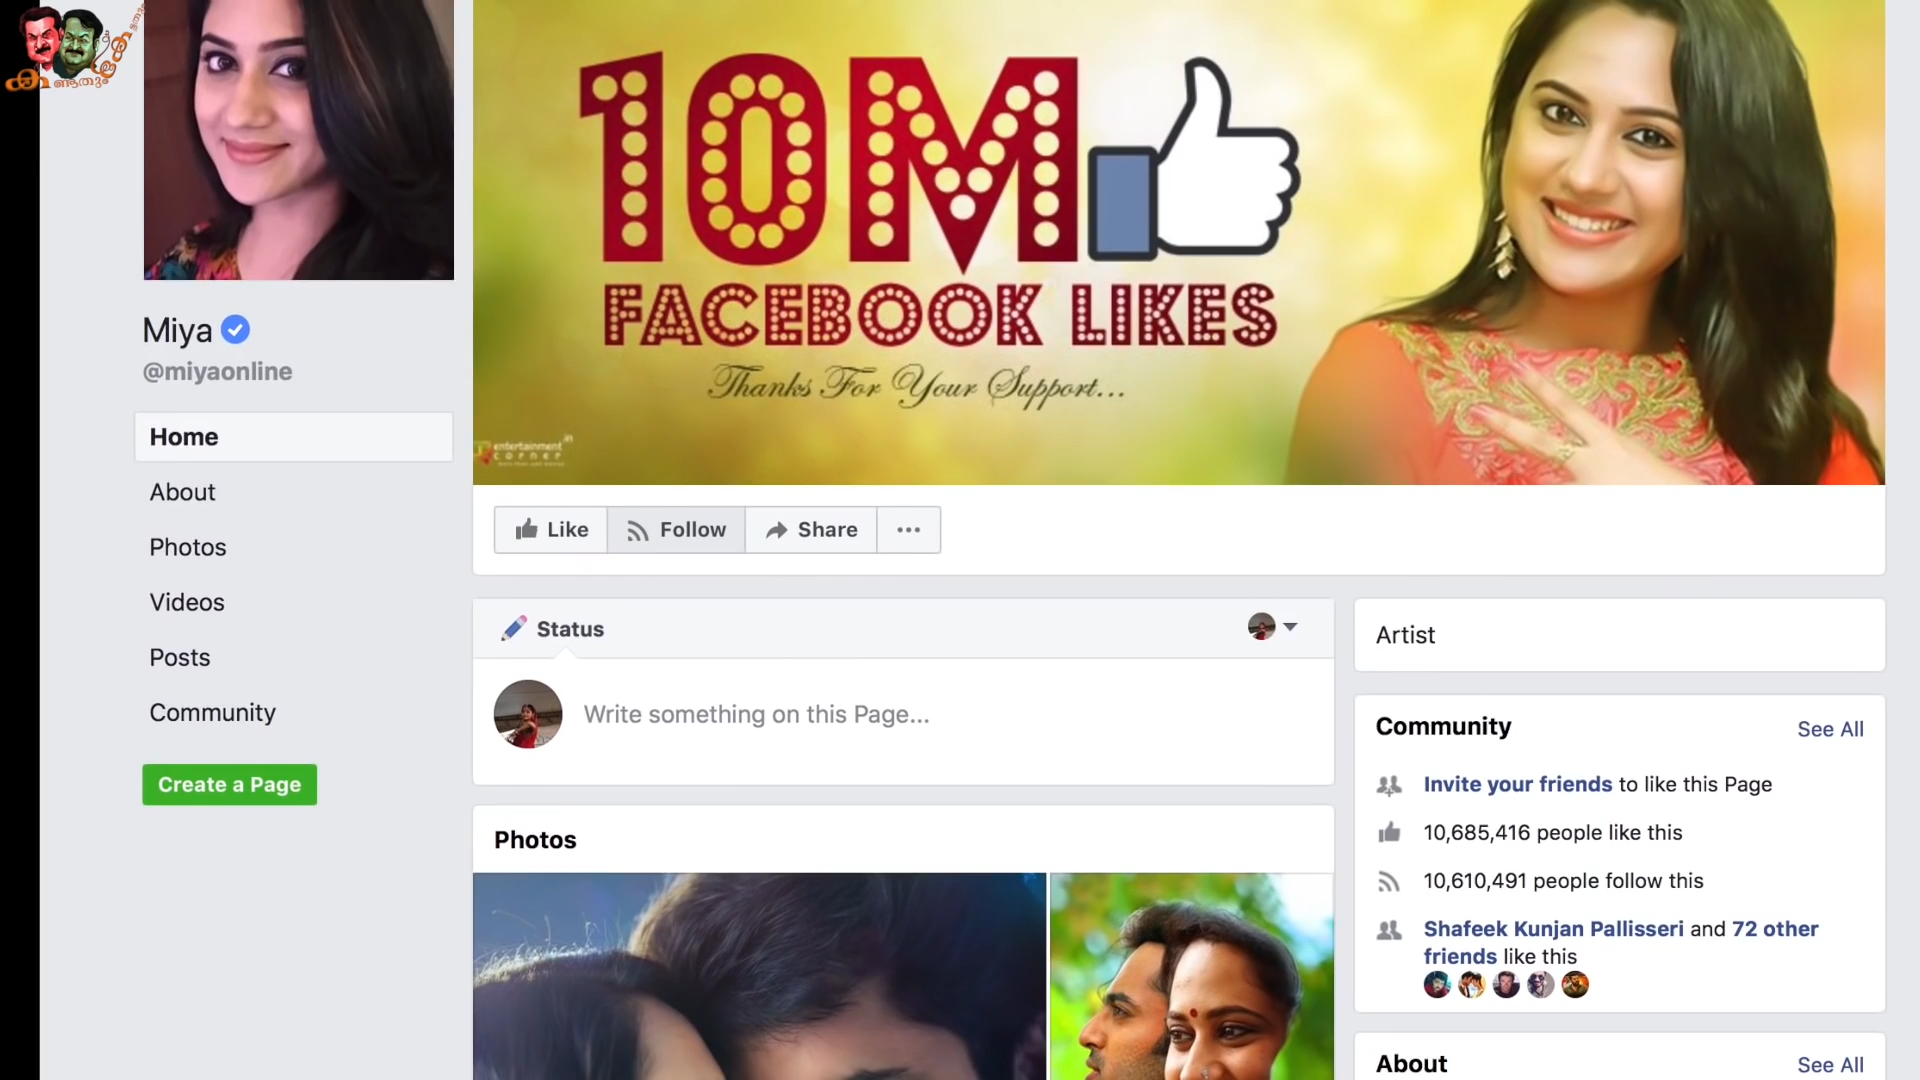 10M
FACEBOOK LIKES
Thanks For Your Support...
entertainment in
corner
Miya
@miyaonline
Home
About
Photos
Videos
Posts
Community
Create a Page
Like
Follow
Share
Status
Write something on this Page...
Photos
Artist
Community
See All
Invite your friends to like this Page
10,685,416 people like this
10,610,491 people follow this
Shafeek Kunjan Pallisseri and 72 other
friends like this
About
See All